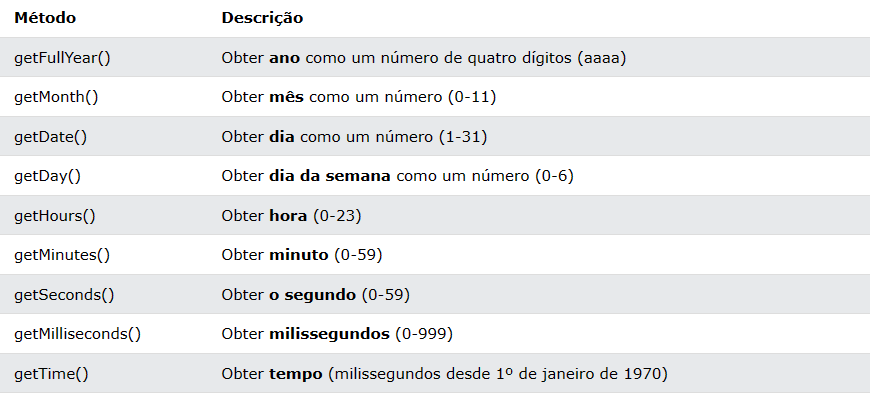 Método Descrição
getFullYear() Obter ano como um número de quatro dígitos (aaaa)
getMonth() Obter mês como um número (0-11)
getDate() Obter dia como um número (1-31)
getDay() Obter dia da semana como um número (0-6)
getHours() Obter hora (0-23)
getMinutes() Obter minuto (0-59)
getSeconds() Obter o segundo (0-59)
getMilliseconds() Obter milissegundos (0-999)
getTime() Obter tempo (milissegundos desde 1º de janeiro de 1970)